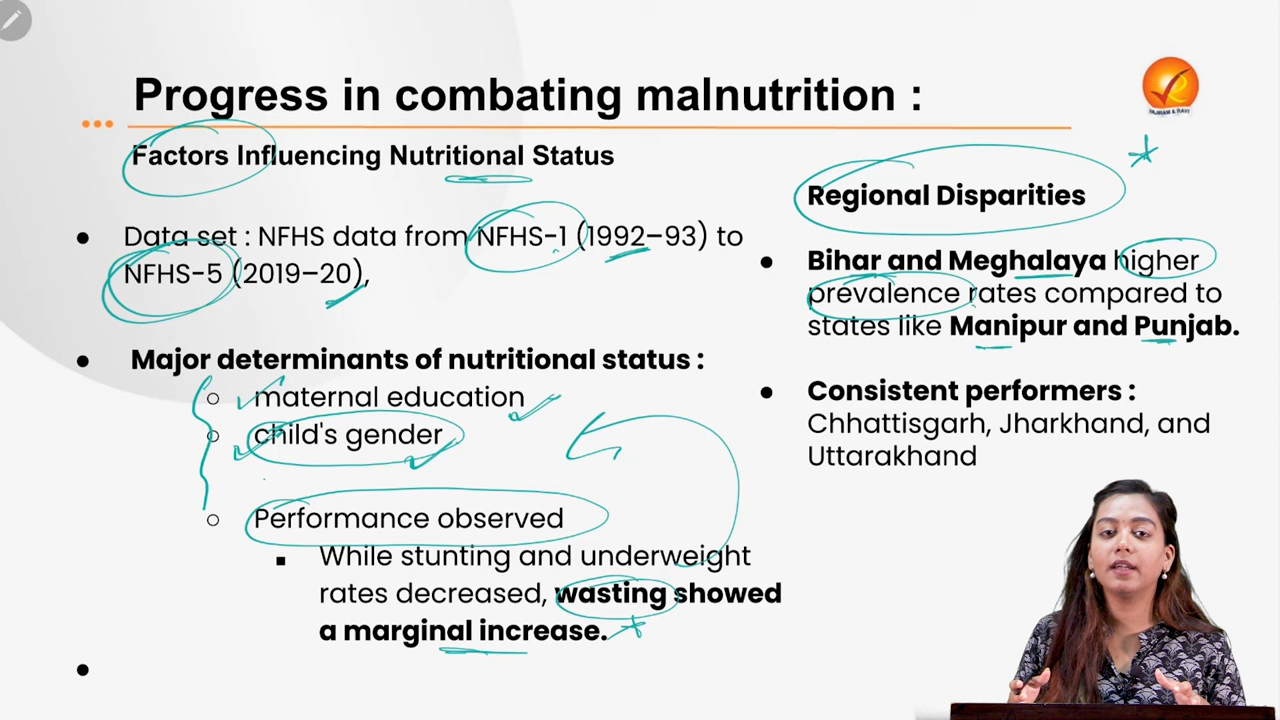 Progress in combating malnutrition :
Factors Influencing Nutritional Status
● Data set : NFHS data from NFHS-1 (1992–93) to
NFHS-5 (2019–20),
● Major determinants of nutritional status :
○ maternal education
○ child's gender
○ Performance observed
■ While stunting and underweight
rates decreased, wasting showed
a marginal increase.
●
Regional Disparities
● Bihar and Meghalaya higher
prevalence rates compared to
states like Manipur and Punjab.
● Consistent performers :
Chhattisgarh, Jharkhand, and
Uttarakhand